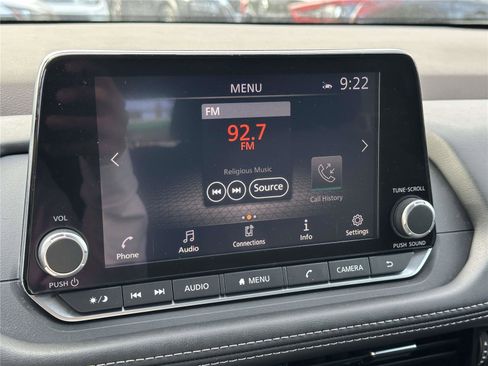 MENU
9:22
FM
92.7
FM
Religious Music
Source
Call History
Phone
Audio
Connections
Info
Settings
VOL
PUSH
TUNE·SCROLL
PUSH SOUND
AUDIO
MENU
CAMERA